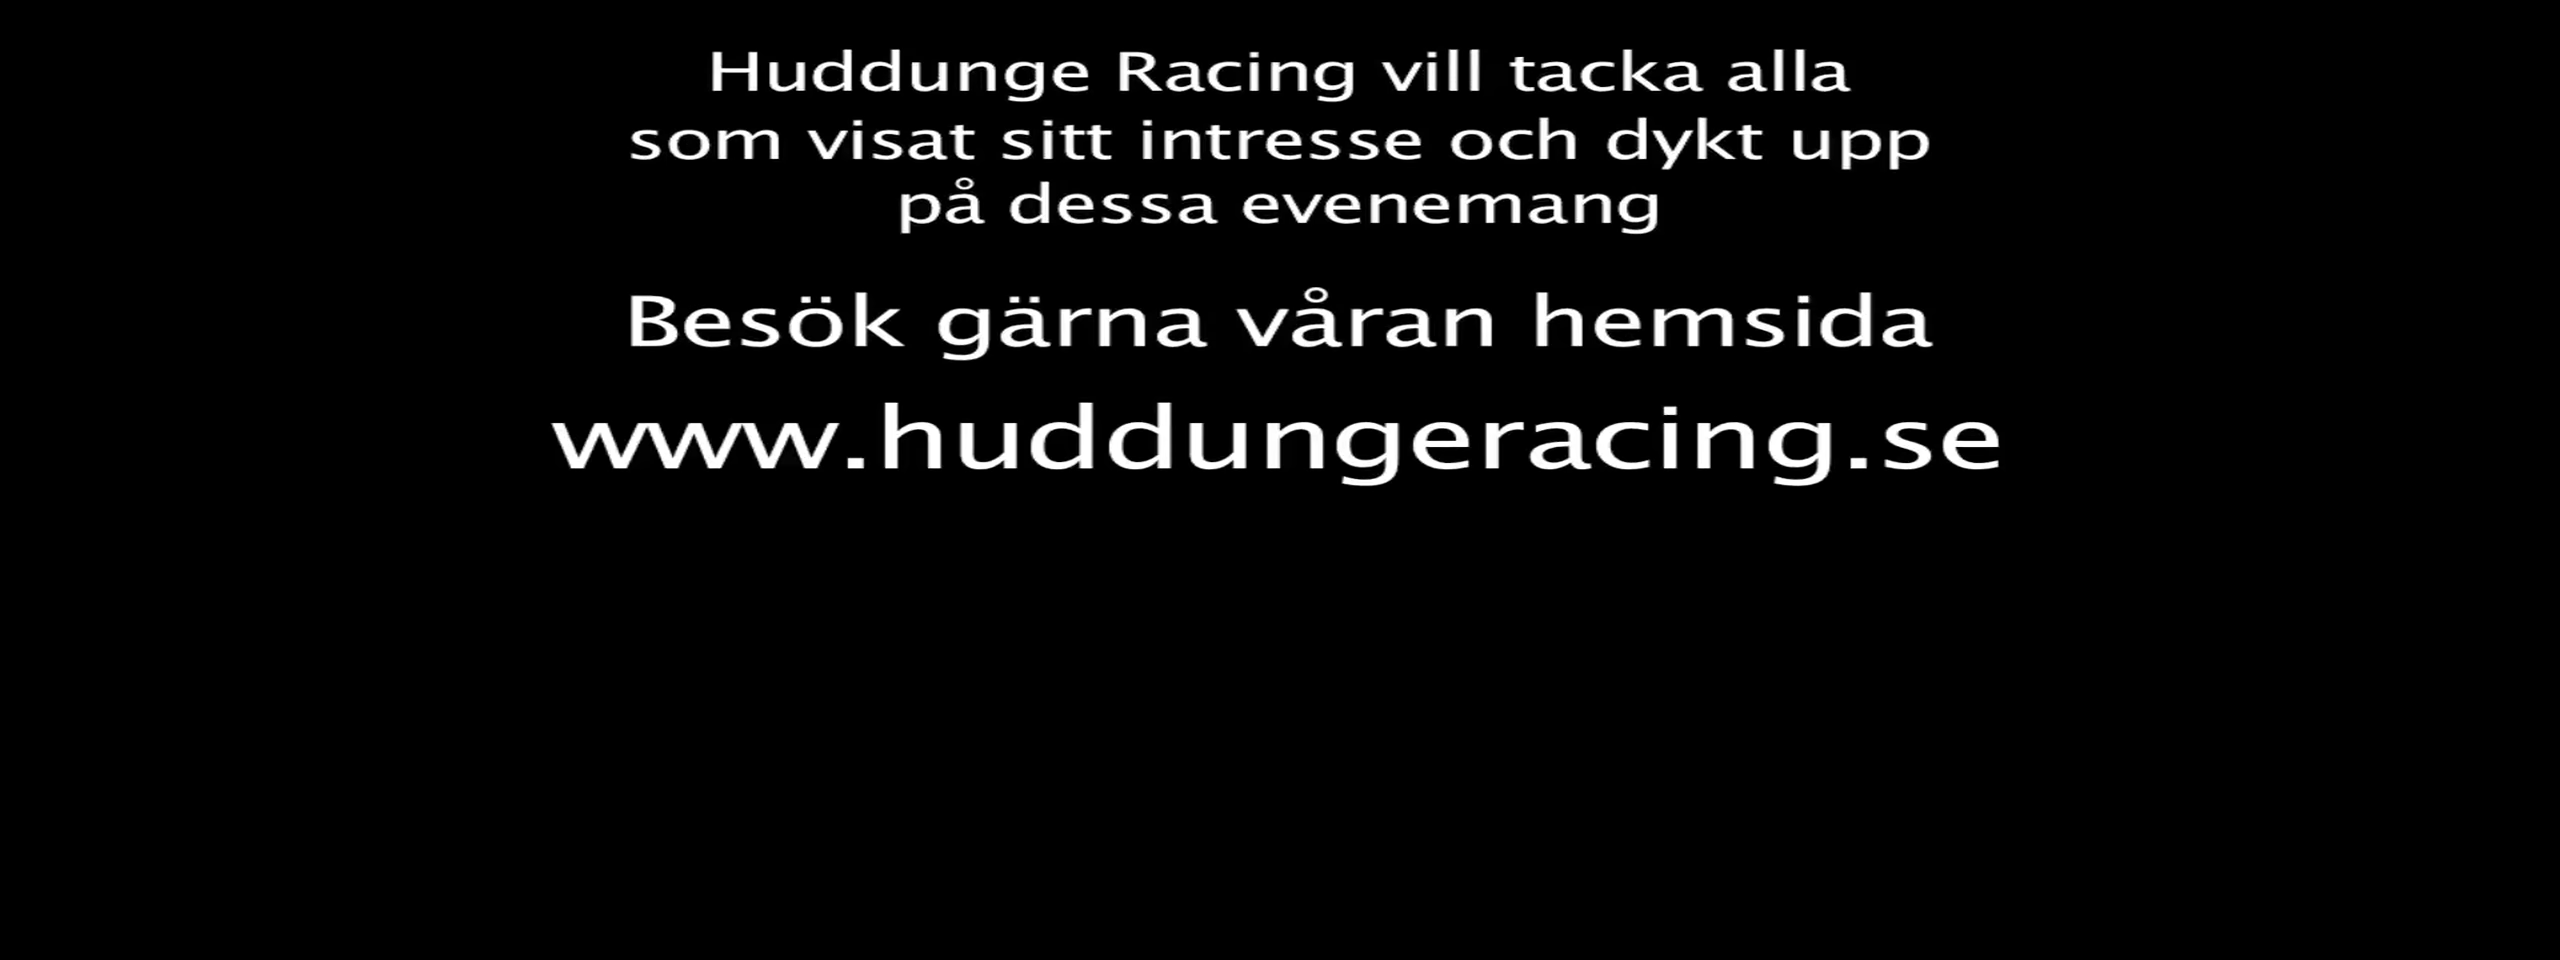 Huddunge Racing vill tacka alla
som visat sitt intresse och dykt upp
på dessa evenemang
Besök gärna våran hemsida
www.huddungeracing.se